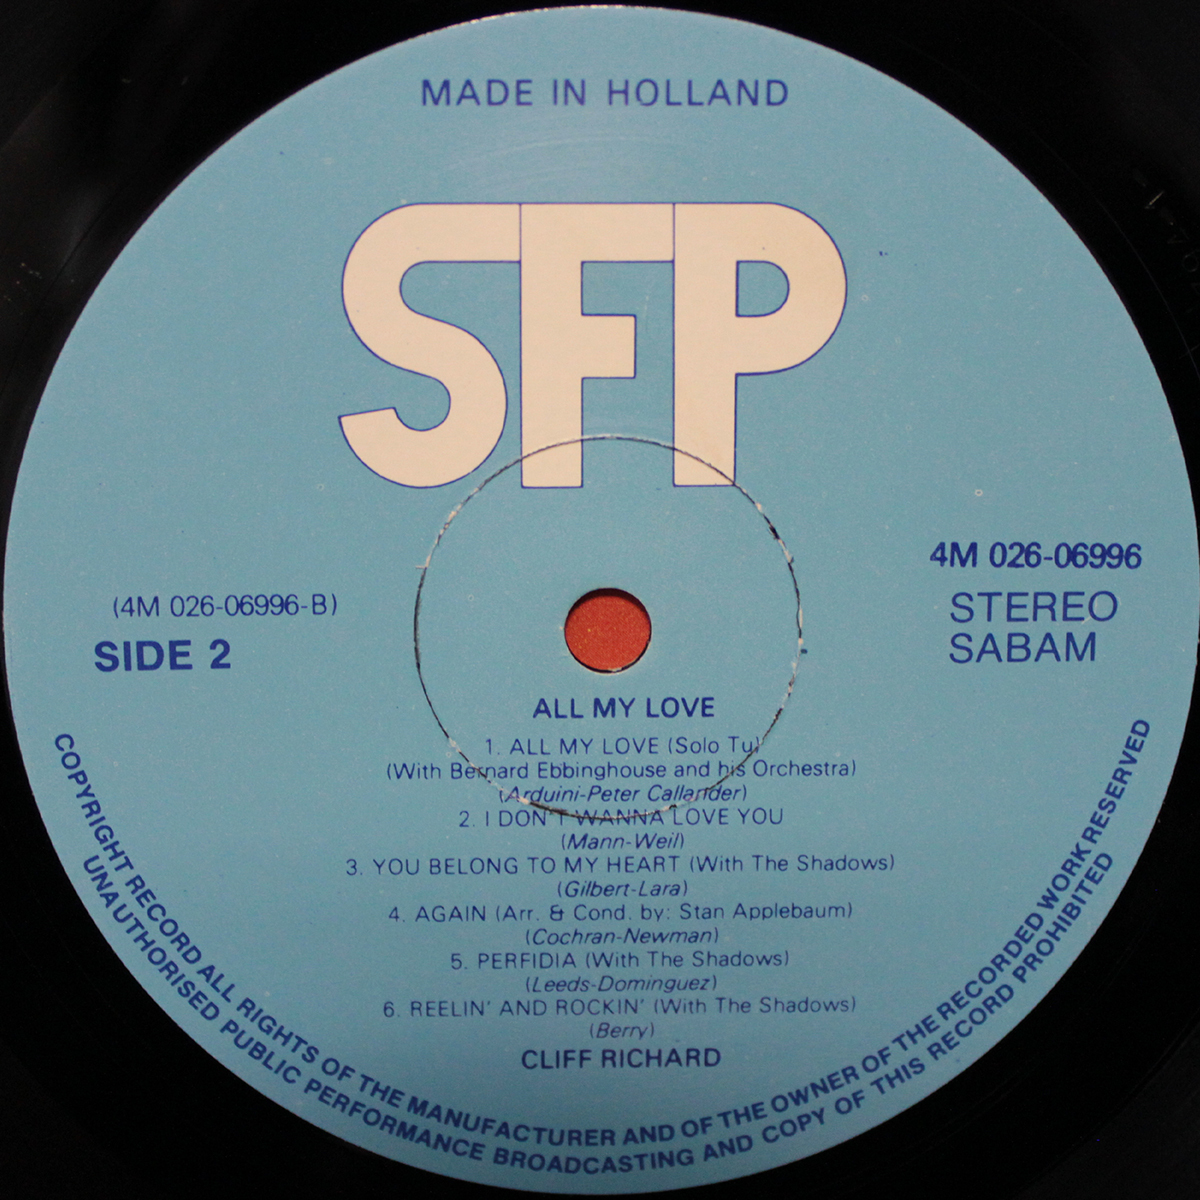 MADE IN HOLLAND
SFP
4M 026-06996
STEREO
SABAM
(4M 026-06996-B)
SIDE 2
ALL MY LOVE
1. ALL MY LOVE (Solo Tu)
(With Bernard Ebbinghouse and his Orchestra)
(Arduini-Peter Callander)
2. I DON'T WANNA LOVE YOU
(Mann-Weil)
3. YOU BELONG TO MY HEART (With The Shadows)
(Gilbert-Lara)
4. AGAIN (Arr. & Cond. by: Stan Applebaum)
(Cochran-Newman)
5. PERFIDIA (With The Shadows)
(Leeds-Dominguez)
6. REELIN' AND ROCKIN' (With The Shadows)
(Berry)
CLIFF RICHARD
COPYRIGHT RECORD ALL RIGHTS OF THE MANUFACTURER AND OF THE OWNER OF THE RECORDED WORK RESERVED
UNAUTHORISED PUBLIC PERFORMANCE BROADCASTING AND COPY OF THIS RECORD PROHIBITED